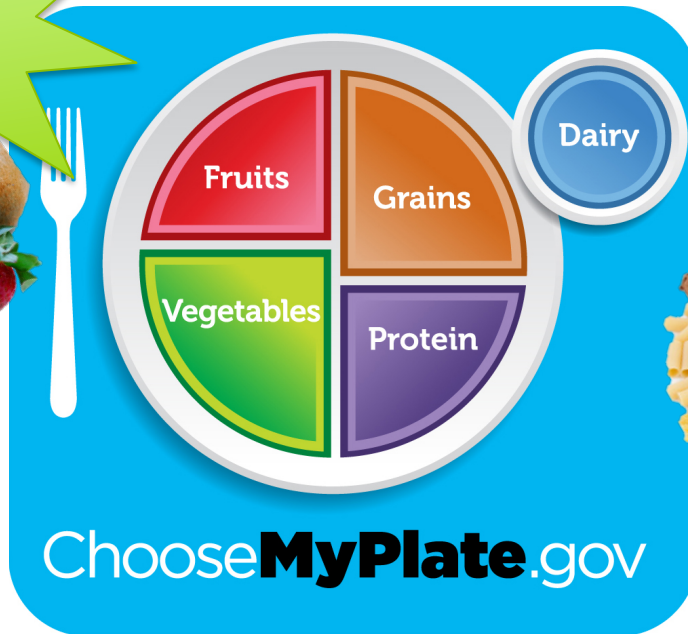 Fruits
Grains
Dairy
Vegetables
Protein
ChooseMyPlate.gov